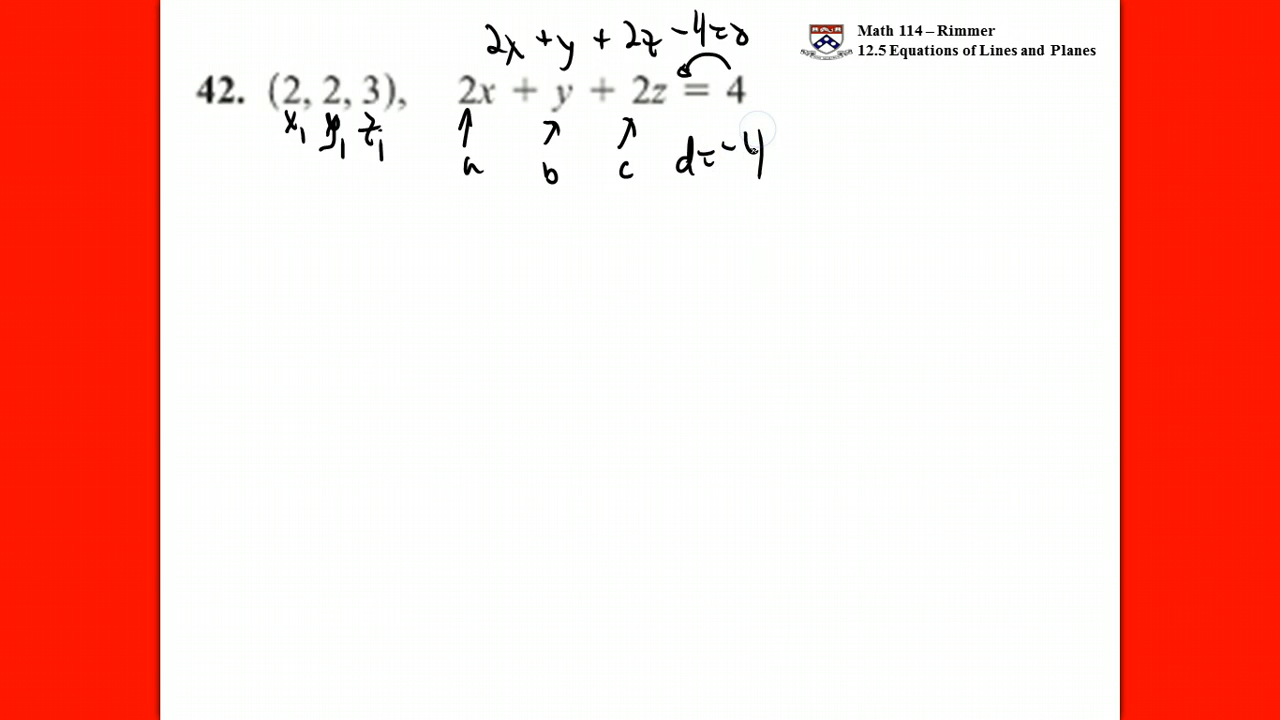 2x + y + 2z - 4 = 0
Math 114 – Rimmer
12.5 Equations of Lines and Planes
42. (2, 2, 3), 2x + y + 2z = 4
x₁ y₁ z₁
a b c d = -4